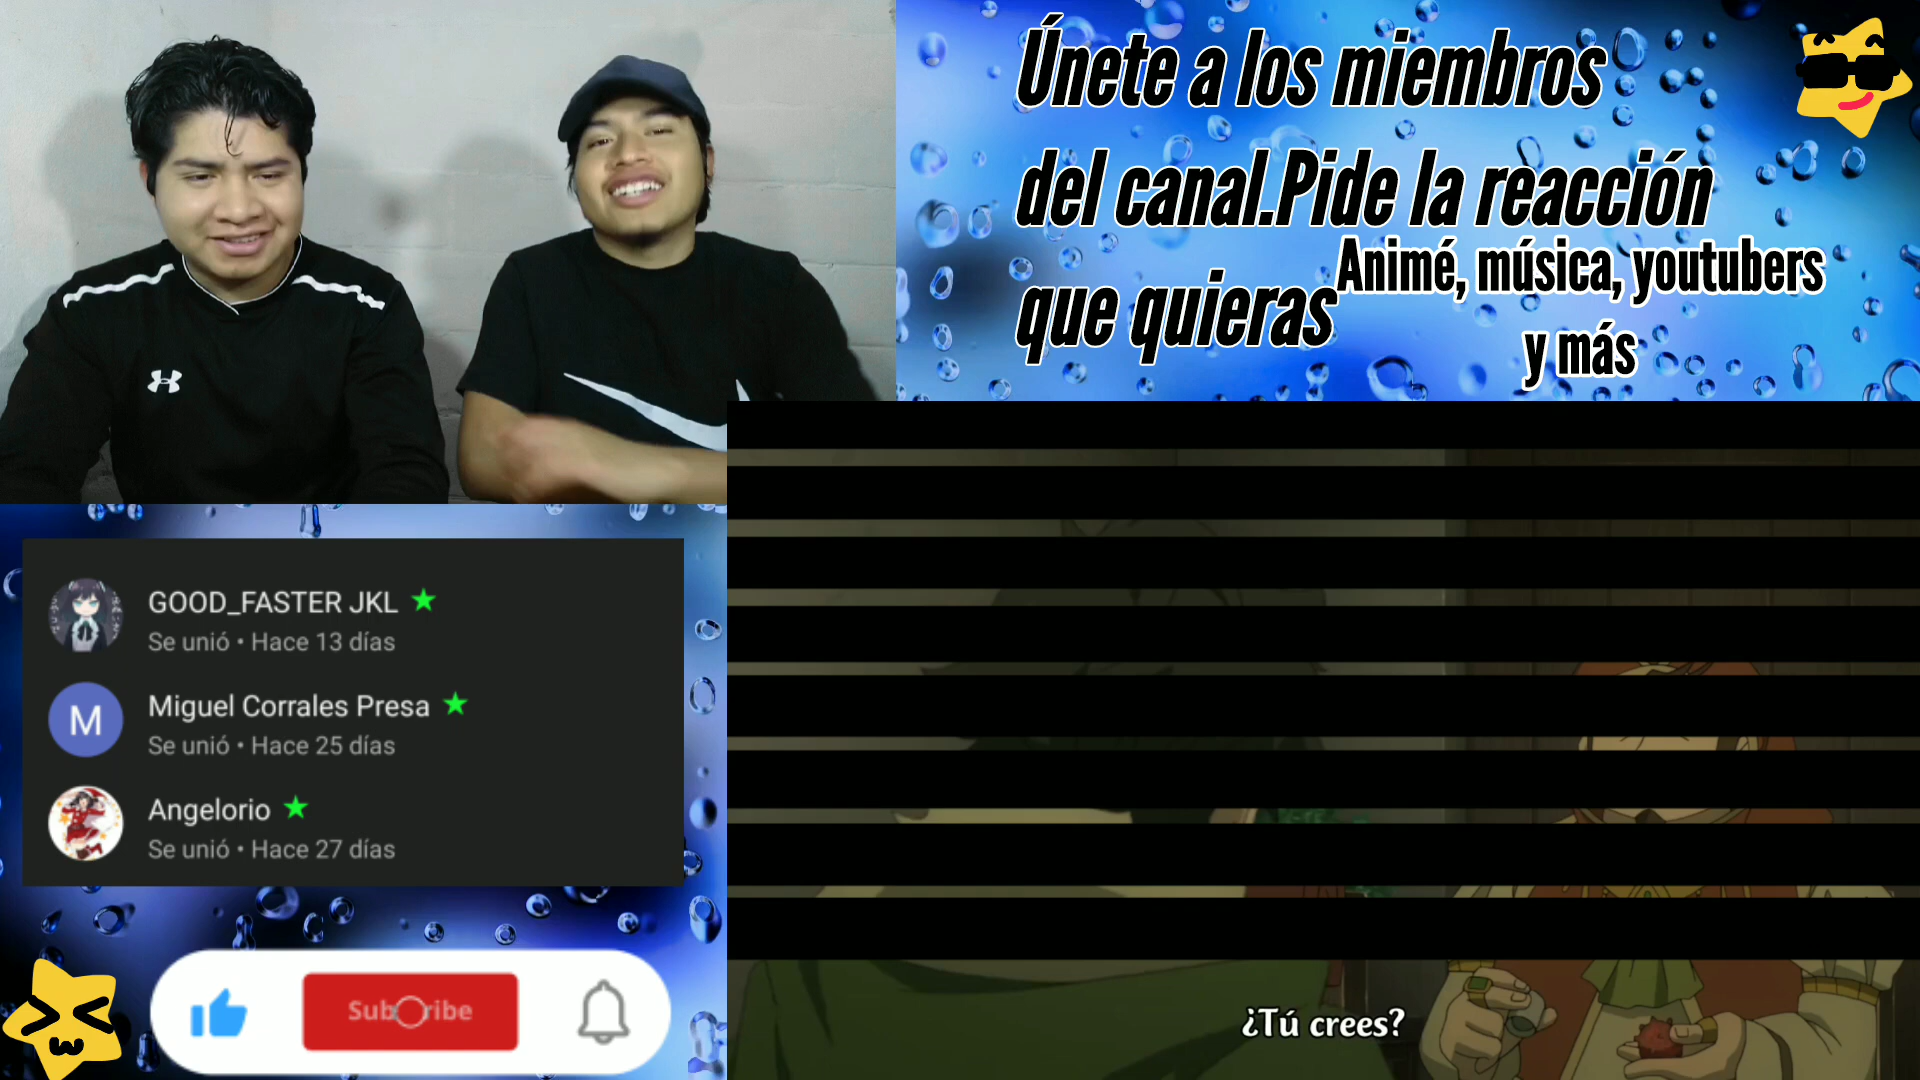 Únete a los miembros
del canal.Pide la reacción
que quieras
Animé, música, youtubers
y más
GOOD_FASTER JKL
Se unió • Hace 13 días
M
Miguel Corrales Presa
Se unió • Hace 25 días
Angelorio
Se unió • Hace 27 días
Subscribe
¿Tú crees?